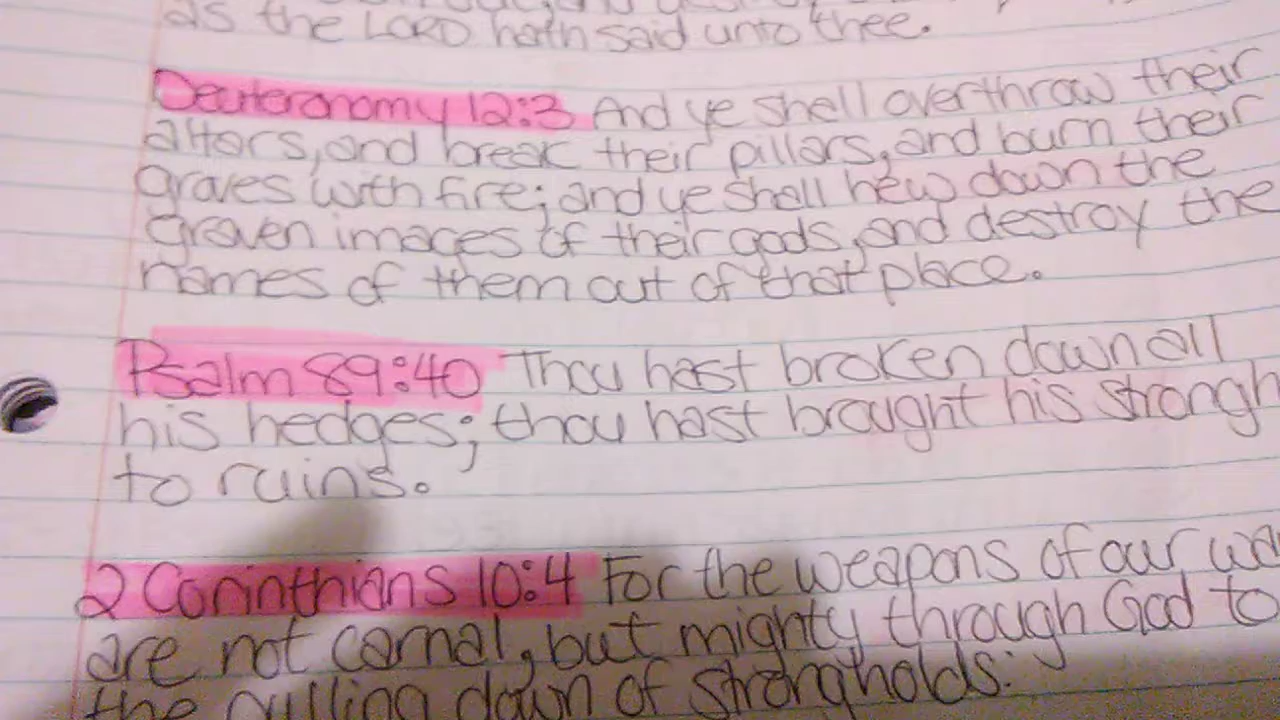 as the LORD hath said unto thee.
Deuteronomy 12:3 And ye shall overthrow their
altars, and break their pillars, and burn their
graves with fire; and ye shall hew down the
graven images of their gods, and destroy the
names of them out of that place.
Psalm 89:40 Thou hast broken down all
his hedges; thou hast brought his strongh
to ruins.
2 Corinthians 10:4 For the weapons of our wa
are not carnal, but mighty through God to
the pulling down of strongholds.